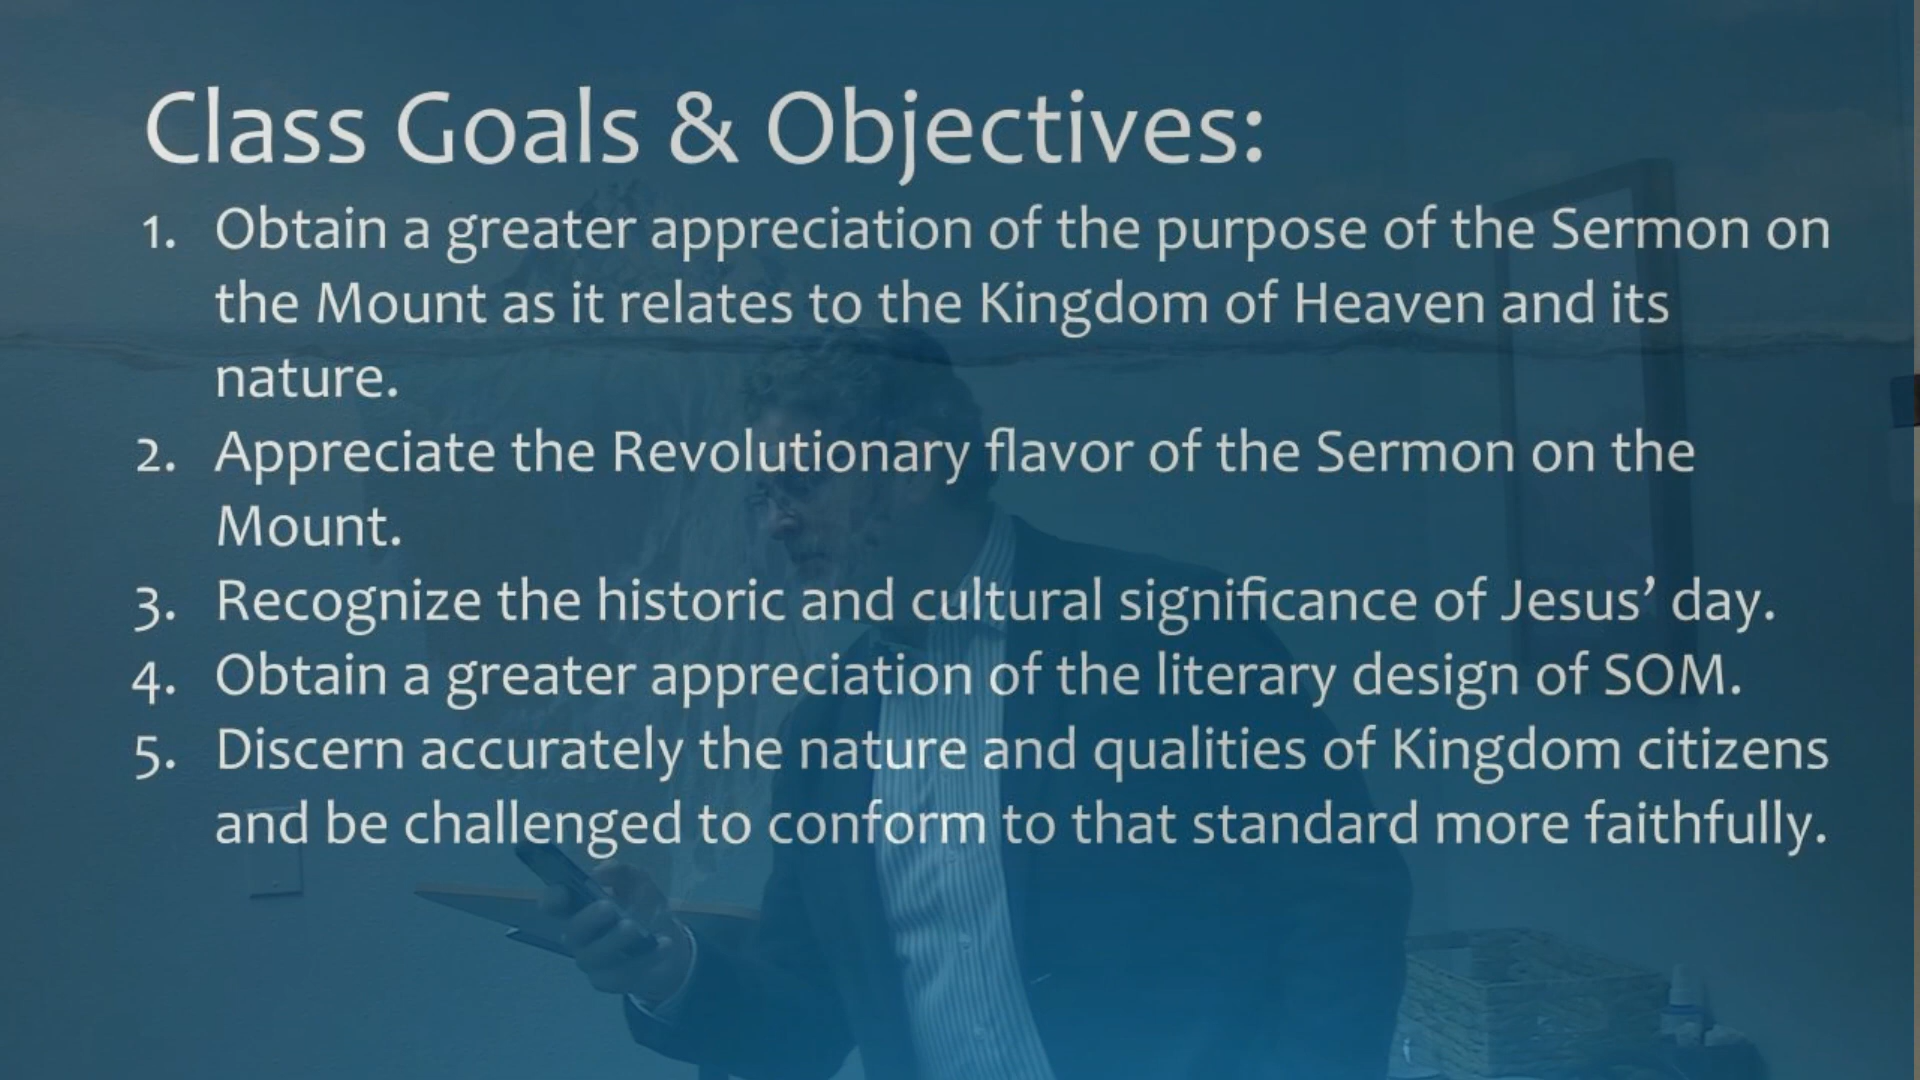 Class Goals & Objectives:
1. Obtain a greater appreciation of the purpose of the Sermon on
the Mount as it relates to the Kingdom of Heaven and its
nature.
2. Appreciate the Revolutionary flavor of the Sermon on the
Mount.
3. Recognize the historic and cultural significance of Jesus’ day.
4. Obtain a greater appreciation of the literary design of SOM.
5. Discern accurately the nature and qualities of Kingdom citizens
and be challenged to conform to that standard more faithfully.